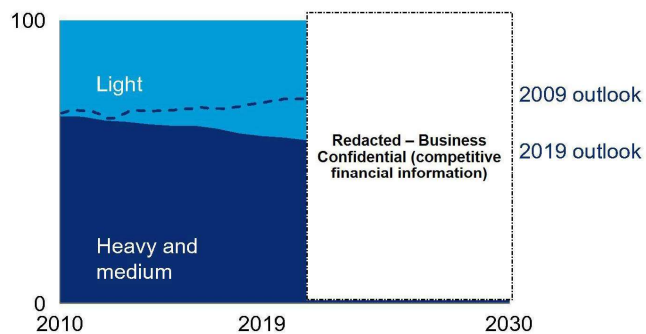 100
Light
2009 outlook
Redacted – Business
Confidential (competitive
financial information)
2019 outlook
Heavy and
medium
0
2010
2019
2030